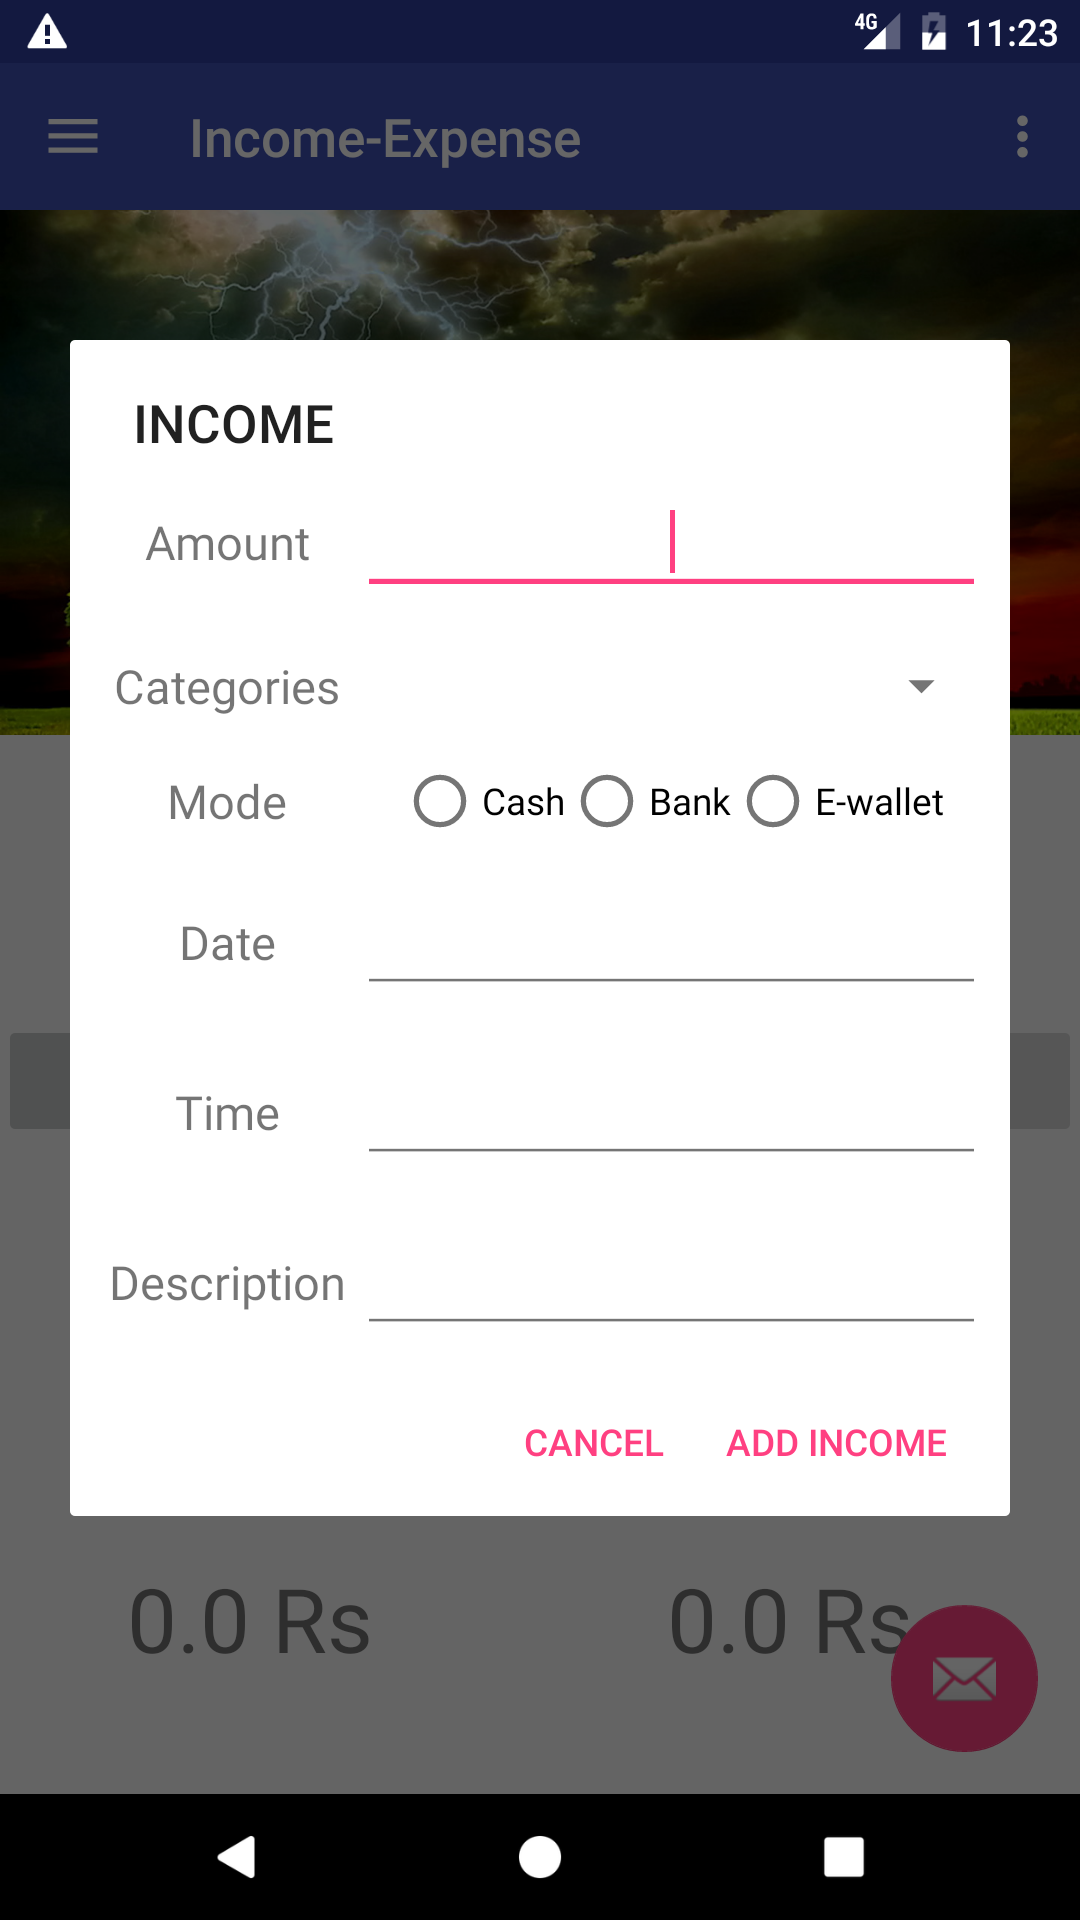 4G 11:23
Income-Expense
INCOME
Amount
Categories
Mode Cash Bank E-wallet
Date
Time
Description
CANCEL ADD INCOME
0.0 Rs 0.0 Rs